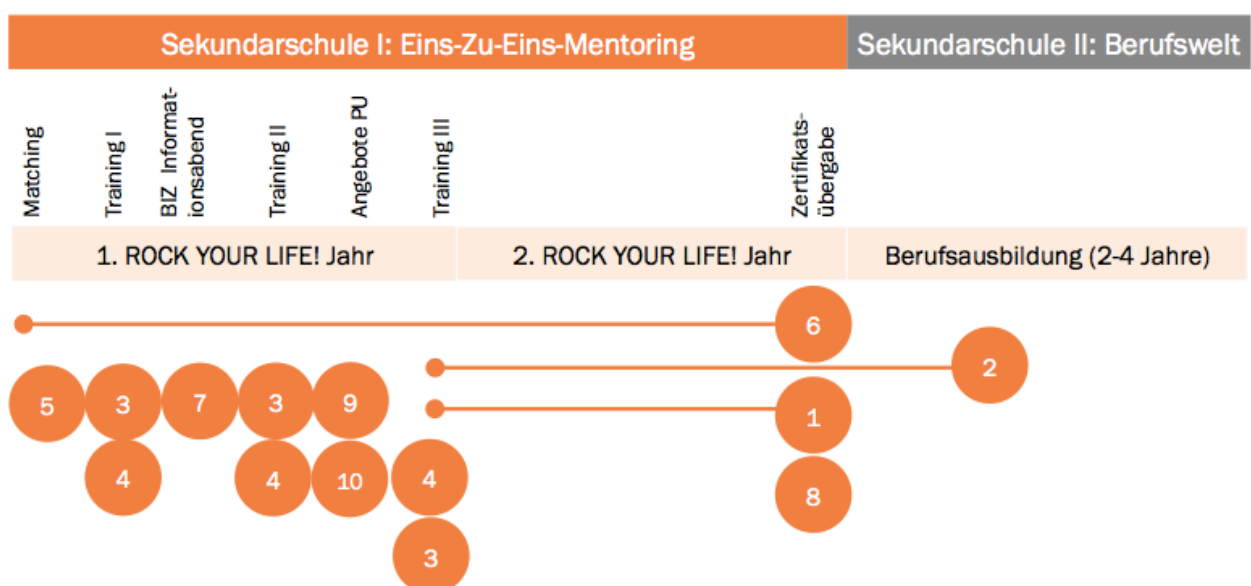 Sekundarschule I: Eins-Zu-Eins-Mentoring
Sekundarschule II: Berufswelt
Matching
Training I
BIZ Informat-
ionsabend
Training II
Angebote PU
Training III
Zertifikats-
übergabe
1. ROCK YOUR LIFE! Jahr
2. ROCK YOUR LIFE! Jahr
Berufsausbildung (2-4 Jahre)
6
2
5
3
7
3
9
1
4
4
10
4
8
3